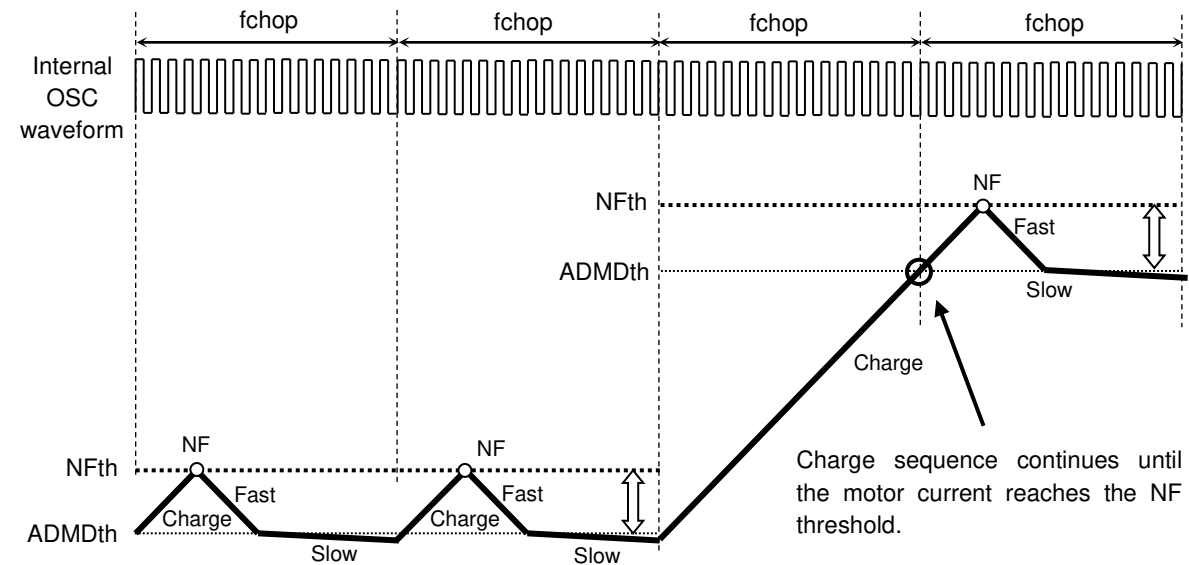 fchop fchop fchop fchop
Internal
OSC
waveform
NF
NFth
Fast
ADMDth
Slow
Charge
NF NF
NFth
Fast Fast
Charge Charge
ADMDth
Slow Slow
Charge sequence continues until
the motor current reaches the NF
threshold.